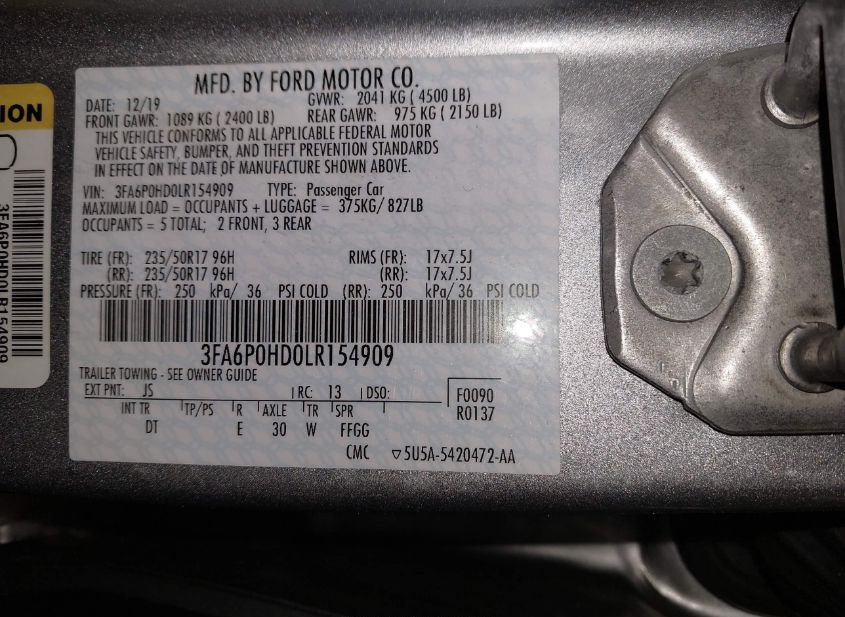 MFD. BY FORD MOTOR CO.
DATE: 12/19 GVWR: 2041 KG ( 4500 LB)
FRONT GAWR: 1089 KG ( 2400 LB) REAR GAWR: 975 KG ( 2150 LB)
THIS VEHICLE CONFORMS TO ALL APPLICABLE FEDERAL MOTOR
VEHICLE SAFETY, BUMPER, AND THEFT PREVENTION STANDARDS
IN EFFECT ON THE DATE OF MANUFACTURE SHOWN ABOVE.
VIN: 3FA6P0HD0LR154909 TYPE: Passenger Car
MAXIMUM LOAD = OCCUPANTS + LUGGAGE = 375KG/ 827LB
OCCUPANTS = 5 TOTAL; 2 FRONT, 3 REAR
TIRE (FR): 235/50R17 96H RIMS (FR): 17x7.5J
(RR): 235/50R17 96H (RR): 17x7.5J
PRESSURE (FR): 250 kPa/ 36 PSI COLD (RR): 250 kPa/ 36 PSI COLD
3FA6P0HD0LR154909
TRAILER TOWING - SEE OWNER GUIDE
EXT PNT: JS RC: 13 DSO: F0090
R0137
INT TR TP/PS R AXLE TR SPR
DT E 30 W FFGG
CMC ▽5U5A-5420472-AA
ION
3FA6P0HD0LR154909